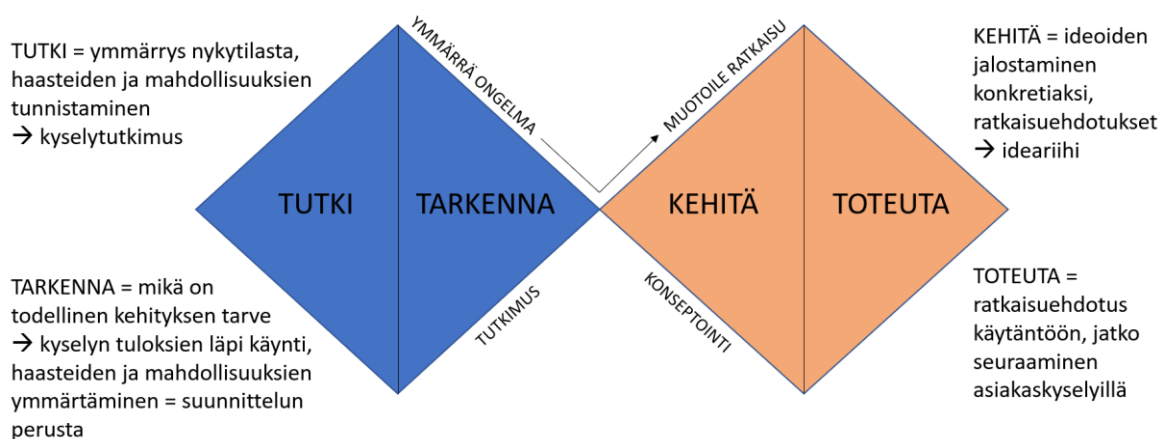 TUTKI = ymmärrys nykytilasta,
haasteiden ja mahdollisuuksien
tunnistaminen
→ kyselytutkimus
TARKENNA = mikä on
todellinen kehityksen tarve
→ kyselyn tuloksien läpi käynti,
haasteiden ja mahdollisuuksien
ymmärtäminen = suunnittelun
perusta
YMMÄRRÄ ONGELMA
MUOTOILE RATKAISU
TUTKI
TARKENNA
KEHITÄ
TOTEUTA
TUTKIMUS
KONSEPTOINTI
KEHITÄ = ideoiden
jalostaminen
konkretiaksi,
ratkaisuehdotukset
→ ideariihi
TOTEUTA =
ratkaisuehdotus
käytäntöön, jatko
seuraaminen
asiakaskyselyillä